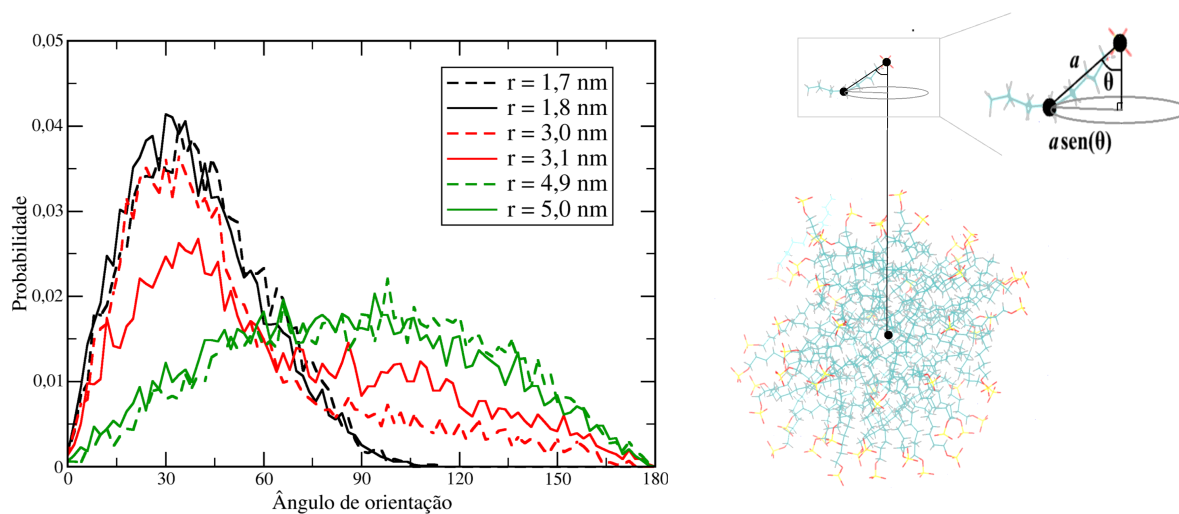 0,05
0,04
0,03
0,02
0,01
0
Probabilidade
r = 1,7 nm
r = 1,8 nm
r = 3,0 nm
r = 3,1 nm
r = 4,9 nm
r = 5,0 nm
0 30 60 90 120 150 180
Ângulo de orientação
a
θ
a sen(θ)